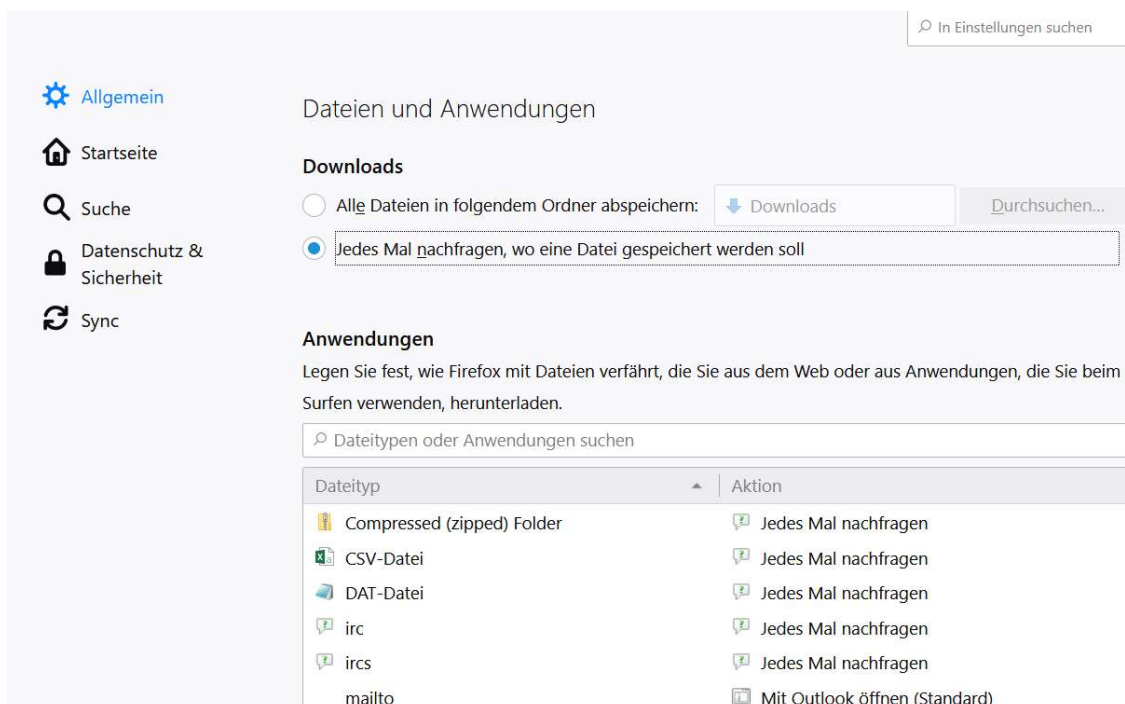 In Einstellungen suchen
Allgemein
Startseite
Suche
Datenschutz &
Sicherheit
Sync
Dateien und Anwendungen
Downloads
Alle Dateien in folgendem Ordner abspeichern:
Downloads
Durchsuchen...
Jedes Mal nachfragen, wo eine Datei gespeichert werden soll
Anwendungen
Legen Sie fest, wie Firefox mit Dateien verfährt, die Sie aus dem Web oder aus Anwendungen, die Sie beim
Surfen verwenden, herunterladen.
Dateitypen oder Anwendungen suchen
Dateityp Aktion
Compressed (zipped) Folder Jedes Mal nachfragen
CSV-Datei Jedes Mal nachfragen
DAT-Datei Jedes Mal nachfragen
irc Jedes Mal nachfragen
ircs Jedes Mal nachfragen
mailto Mit Outlook öffnen (Standard)